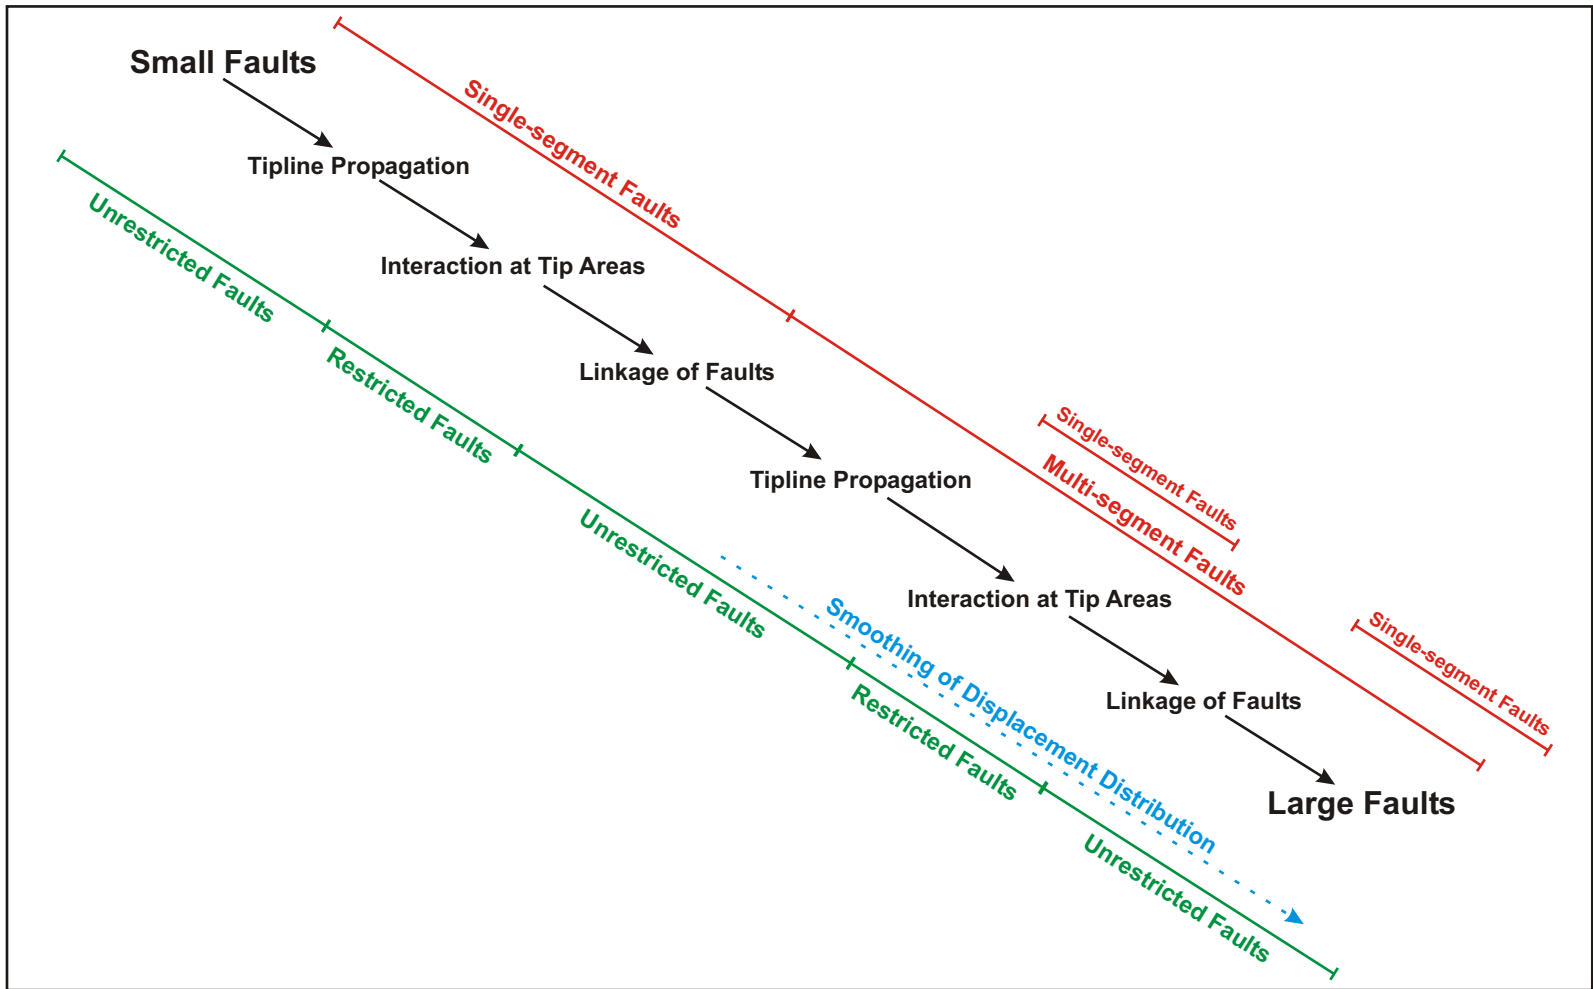 Small Faults
Single-segment Faults
Tipline Propagation
Unrestricted Faults
Interaction at Tip Areas
Restricted Faults
Linkage of Faults
Single-segment Faults
Multi-segment Faults
Tipline Propagation
Unrestricted Faults
Interaction at Tip Areas
Smoothing of Displacement Distribution
Single-segment Faults
Linkage of Faults
Restricted Faults
Large Faults
Unrestricted Faults